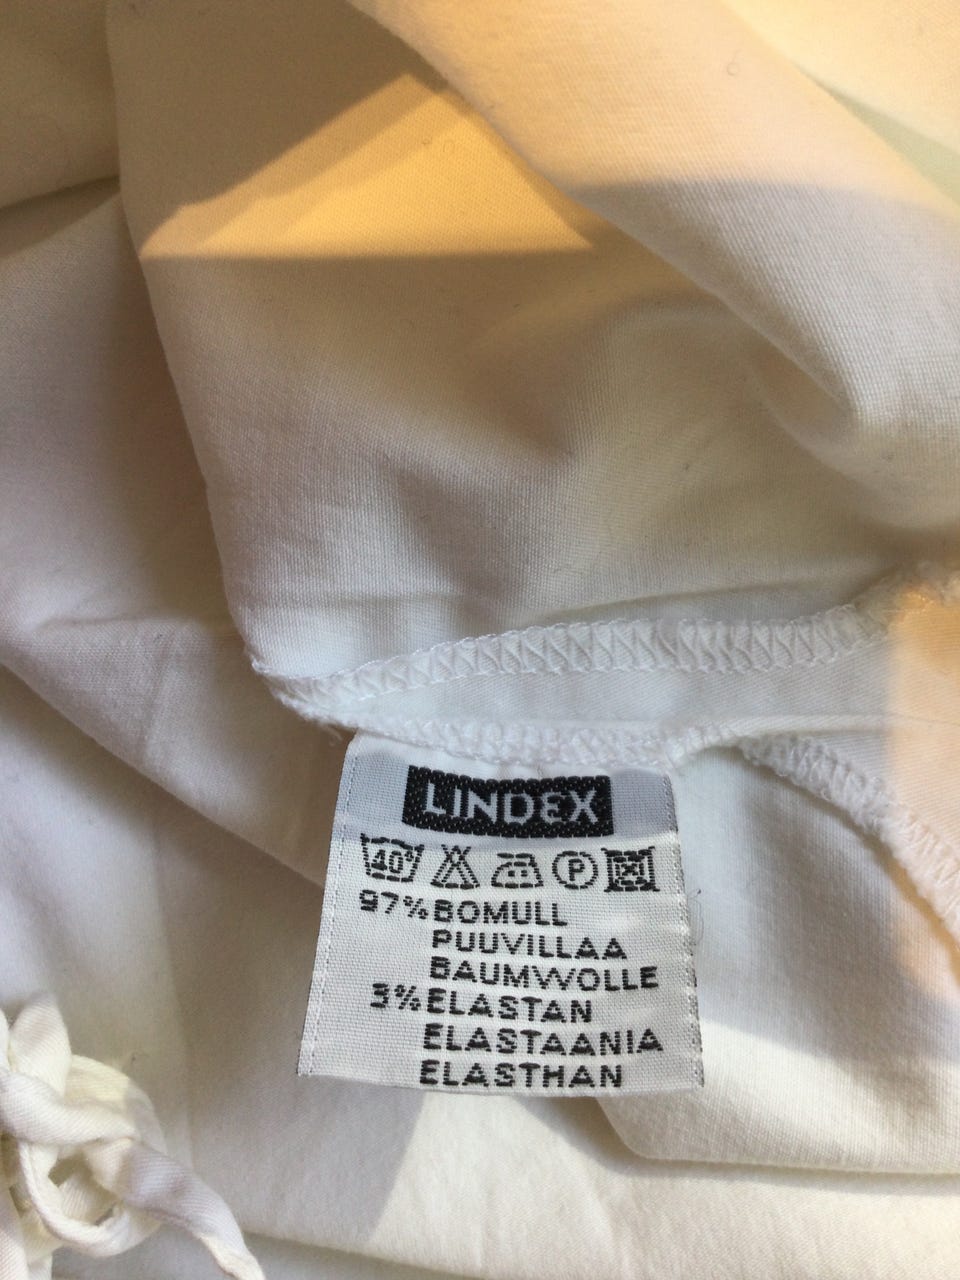 LINDEX
40° P
97% BOMULL
PUUVILLAA
BAUMWOLLE
3% ELASTAN
ELASTAANIA
ELASTHAN